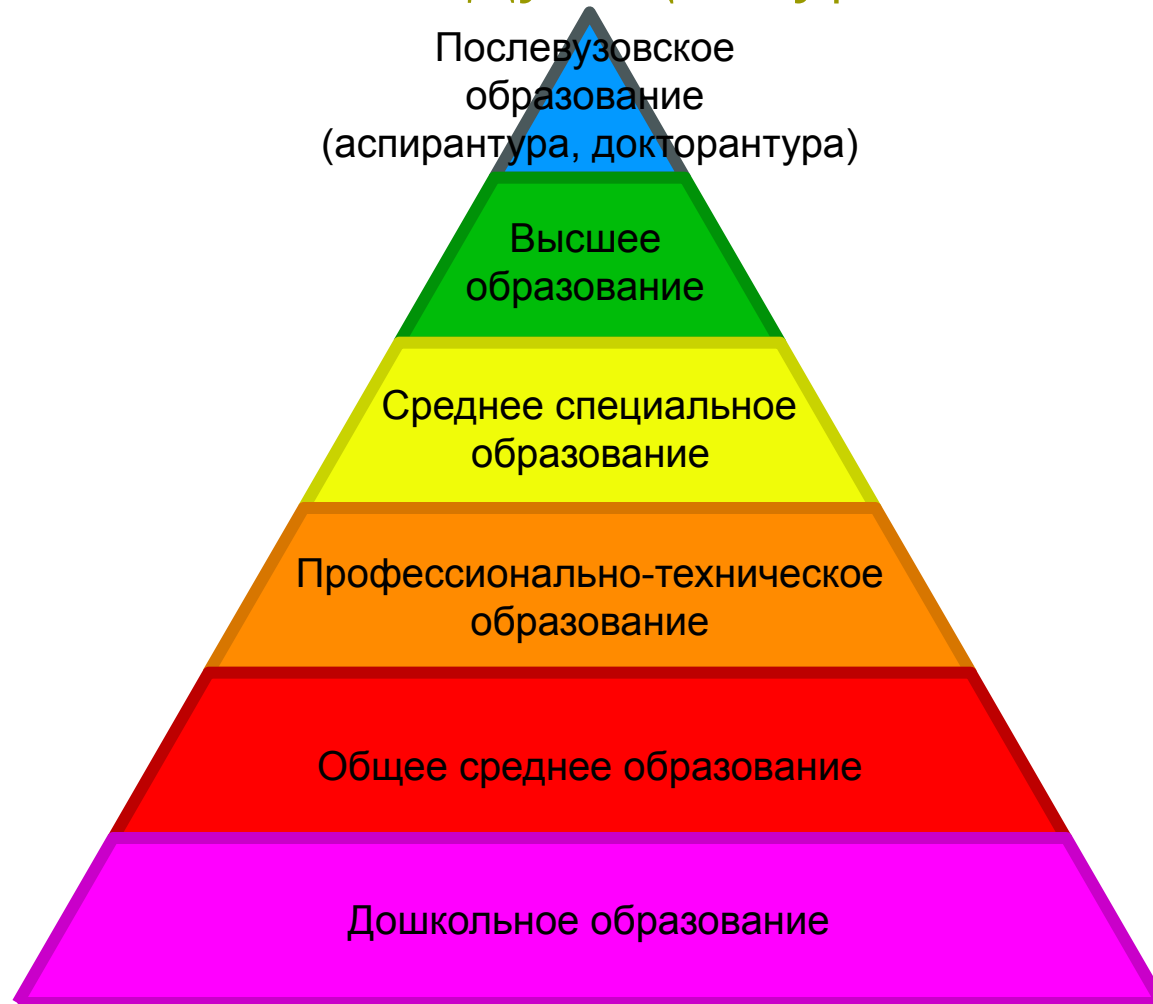 Послевузовское
образование
(аспирантура, докторантура)
Высшее
образование
Среднее специальное
образование
Профессионально-техническое
образование
Общее среднее образование
Дошкольное образование